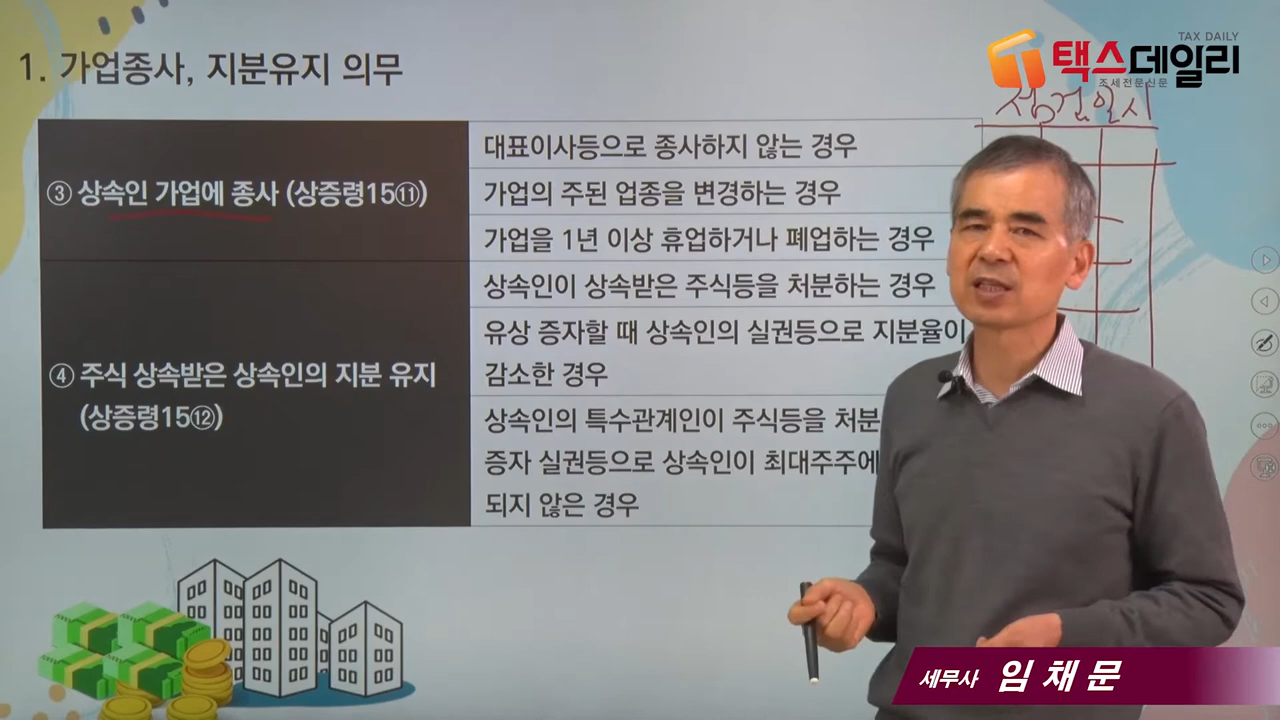 TAX DAILY
택스데일리
조세전문신문
1. 가업종사, 지분유지 의무
점검일시
③ 상속인 가업에 종사 (상증령15⑪)
대표이사등으로 종사하지 않는 경우
가업의 주된 업종을 변경하는 경우
가업을 1년 이상 휴업하거나 폐업하는 경우
④ 주식 상속받은 상속인의 지분 유지
(상증령15⑫)
상속인이 상속받은 주식등을 처분하는 경우
유상 증자할 때 상속인의 실권등으로 지분율이
감소한 경우
상속인의 특수관계인이 주식등을 처분
증자 실권등으로 상속인이 최대주주에
되지 않은 경우
세무사 임채문